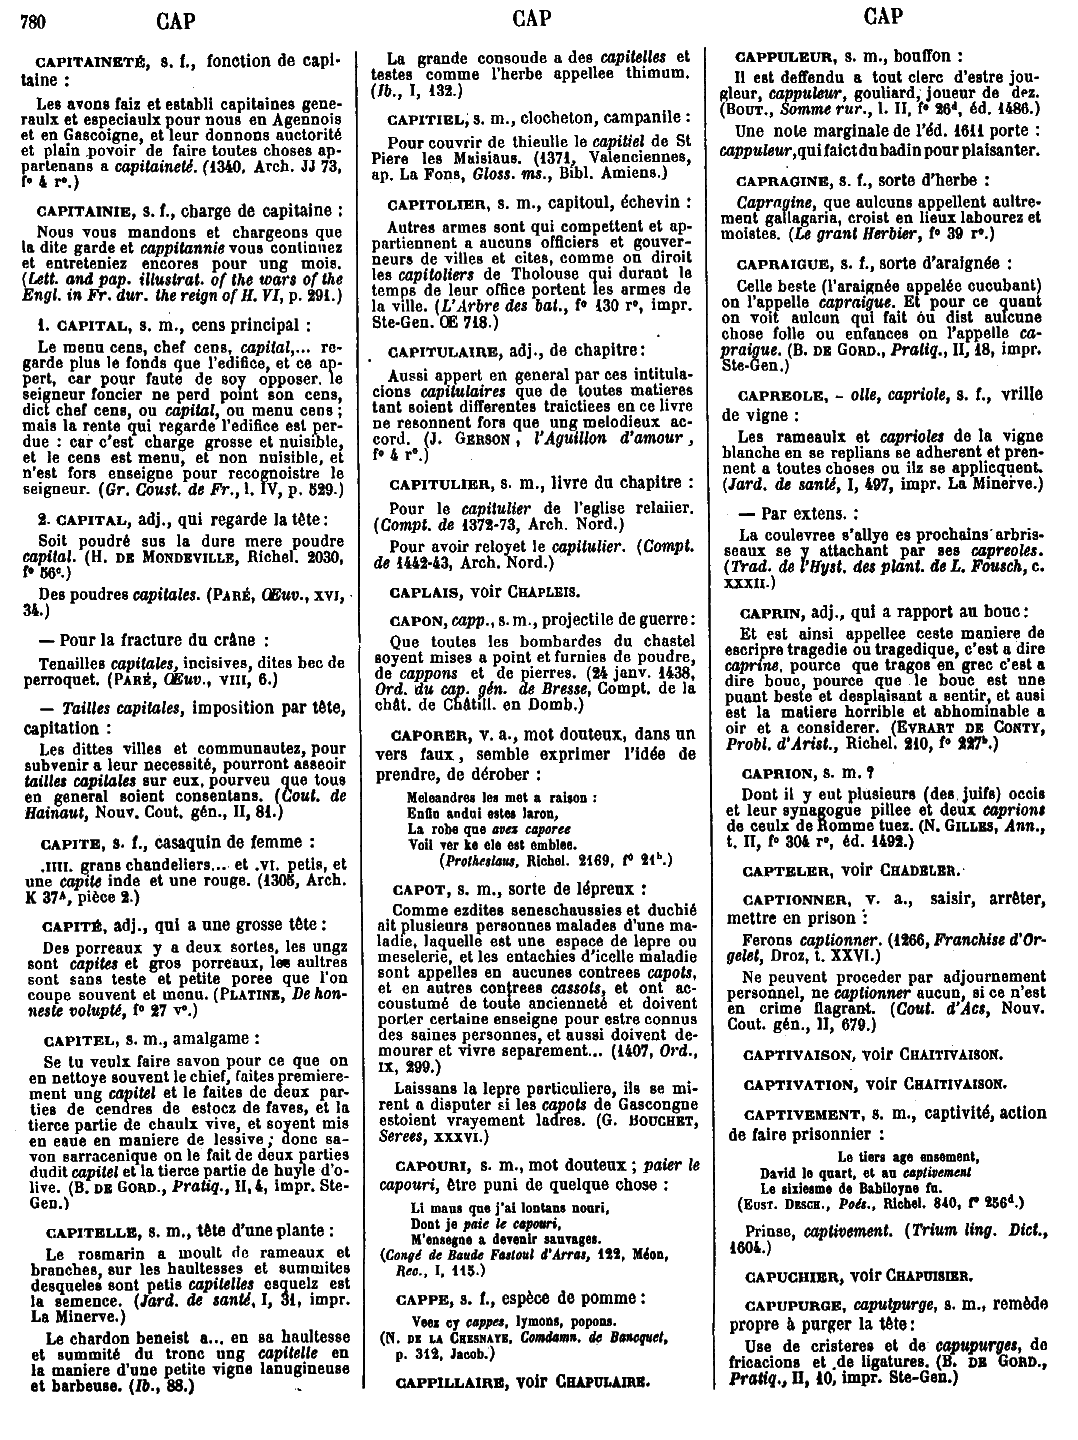 780 CAP CAP CAP
CAPITAINETÉ, s. f., fonction de capi-
taine :
Les avons faiz et establi capitaines gene-
raulx et especiaulx pour nous en Agennois
et en Gascoigne, et leur donnons auctorité
et plain povoir de faire toutes choses ap-
partenans a capitaineté. (1340, Arch. JJ 73,
f° 4 r°.)
CAPITAINIE, s. f., charge de capitaine :
Nous vous mandons et chargeons que
la dite garde et cappitannie vous continuez
et entreteniez encores pour ung mois.
(Lett. and pap. illustrat. of the wars of the
Engl. in Fr. dur. the reign of H. VI, p. 291.)
1. CAPITAL, s. m., cens principal :
Le menu cens, chef cens, capital,... re-
garde plus le fonds que l'edifice, et ce ap-
pert, car pour faute de soy opposer, le
seigneur foncier ne perd point son cens,
dict chef cens, ou capital, ou menu cens ;
mais la rente qui regarde l'edifice est per-
due : car c'est charge grosse et nuisible,
et le cens est menu, et non nuisible, et
n'est fors enseigne pour recognoistre le
seigneur. (Gr. Coust. de Fr., l. IV, p. 529.)
2. CAPITAL, adj., qui regarde la tête :
Soit poudré sus la dure mere poudre
capital. (H. DE MONDEVILLE, Richel. 2030,
f° 56c.)
Des poudres capitales. (PARÉ, Œuv., XVI,
34.)
— Pour la fracture du crâne :
Tenailles capitales, incisives, dites bec de
perroquet. (PARÉ, Œuv., VIII, 6.)
— Tailles capitales, imposition par tête,
capitation :
Les dittes villes et communautez, pour
subvenir a leur necessité, pourront asseoir
tailles capitales sur eux, pourveu que tous
en general soient consentans. (Cout. de
Hainaut, Nouv. Cout. gén., II, 81.)
CAPITE, s. f., casaquin de femme :
.IIII. grans chandeliers... et .VI. petis, et
une capite inde et une rouge. (1305, Arch.
K 37A, pièce 2.)
CAPITÉ, adj., qui a une grosse tête :
Des porreaux y a deux sortes, les ungz
sont capites et gros porreaux, les aultres
sont sans teste et petite poree que l'on
coupe souvent et menu. (PLATINE, De hon-
neste volupté, f° 27 v°.)
CAPITEL, s. m., amalgame :
Se tu veulx faire savon pour ce que on
en nettoye souvent le chief, faites premiere-
ment ung capitel et le faites de deux par-
ties de cendres de estocz de faves, et la
tierce partie de chaulx vive, et soyent mis
en eaue en maniere de lessive ; donc sa-
von sarracenique on le fait de deux parties
dudit capitel et la tierce partie de huyle d'o-
live. (B. DE GORD., Pratiq., II, 4, impr. Ste-
Gen.)
CAPITELLE, s. m., tête d'une plante :
Le rosmarin a moult de rameaux et
branches, sur les haultesses et summites
desqueles sont petis capitelles esquelz est
la semence. (Jard. de santé, I, 31, impr.
La Minerve.)
Le chardon beneist a... en sa haultesse
et summité du tronc ung capitelle en
la maniere d'une petite vigne lanugineuse
et barbeuse. (Ib., 88.)
La grande consoude a des capitelles et
testes comme l'herbe appellee thimum.
(Ib., I, 132.)
CAPITIEL, s. m., clocheton, campanile :
Pour couvrir de thieulle le capitiel de St
Piere les Maisiaus. (1371, Valenciennes,
ap. La Fons, Gloss. ms., Bibl. Amiens.)
CAPITOLIER, s. m., capitoul, échevin :
Autres armes sont qui competent et ap-
partiennent a aucuns officiers et gouver-
neurs de villes et cites, comme on diroit
les capitoliers de Tholouse qui durant le
temps de leur office portent les armes de
la ville. (L'Arbre des bat., f° 130 r°, impr.
Ste-Gen. Œ 718.)
CAPITULAIRE, adj., de chapitre :
Aussi appert en general par ces intitula-
cions capitulaires que de toutes matieres
tant soient differentes traictiees en ce livre
ne resonnent fors que ung melodieux ac-
cord. (J. GERSON, l'Aguillon d'amour,
f° 4 r°.)
CAPITULIER, s. m., livre du chapitre :
Pour le capitulier de l'eglise relaiier.
(Compt. de 1372-73, Arch. Nord.)
Pour avoir reloyet le capitulier. (Compt.
de 1442-43, Arch. Nord.)
CAPLAIS, voir CHAPLEIS.
CAPON, capp., s. m., projectile de guerre :
Que toutes les bombardes du chastel
soyent mises a point et furnies de poudre,
de cappons et de pierres. (24 janv. 1438,
Ord. du cap. gén. de Bresse, Compt. de la
chât. de Châtill. en Domb.)
CAPORER, v. a., mot douteux, dans un
vers faux, semble exprimer l'idée de
prendre, de dérober :
Meleandres les met a raison :
Enfin andui estes laron,
La robe que avez caporee
Voil ver ke ele est emblee.
(Protheslaus, Richel. 2169, f° 21b.)
CAPOT, s. m., sorte de lépreux :
Comme ezdites seneschaussies et duchié
ait plusieurs personnes malades d'une ma-
ladie, laquelle est une espece de lepre ou
meselerie, et les entachies d'icelle maladie
sont appelles en aucunes contrees capots,
et en autres contrees cassots, et ont ac-
coustumé de toute ancienneté et doivent
porter certaine enseigne pour estre connus
des saines personnes, et aussi doivent de-
mourer et vivre separement... (1407, Ord.,
IX, 299.)
Laissans la lepre particuliere, ils se mi-
rent a disputer si les capots de Gascongne
estoient vrayement ladres. (G. BOUCHET,
Serees, XXXVI.)
CAPOURI, s. m., mot douteux ; paier le
capouri, être puni de quelque chose :
Li maus que j'ai lontans nouri,
Dont je paie le capouri,
M'ensegne a devenir sauvages.
(Congé de Baude Fastoul d'Arras, 122, Méon,
Rec., I, 115.)
CAPPE, s. f., espèce de pomme :
Veez cy cappes, lymons, popons.
(N. DE LA CHESNAYE, Condamn. de Bancquet,
p. 312, Jacob.)
CAPPILLAIRE, voir CHAPULAIRE.
CAPPULEUR, s. m., bouffon :
Il est deffendu a tout clerc d'estre jou-
gleur, cappuleur, gouliard, joueur de dez.
(BOUT., Somme rur., l. II, f° 26d, éd. 1486.)
Une note marginale de l'éd. 1611 porte :
cappuleur, qui faict du badin pour plaisanter.
CAPRAGINE, s. f., sorte d'herbe :
Capragine, que aulcuns appellent aultre-
ment gallagaria, croist en lieux labourez et
moistes. (Le grant Herbier, f° 39 r°.)
CAPRAIGUE, s. f., sorte d'araignée :
Celle beste (l'araignée appelée cucubant)
on l'appelle capraigue. Et pour ce quant
on voit aulcun qui fait ou dist aulcune
chose folle ou enfances on l'appelle ca-
praigue. (B. DE GORD., Pratiq., II, 18, impr.
Ste-Gen.)
CAPREOLE, - olle, capriole, s. f., vrille
de vigne :
Les rameaulx et caprioles de la vigne
blanche en se replians se adherent et pren-
nent a toutes choses ou ilz se applicquent.
(Jard. de santé, I, 497, impr. La Minerve.)
— Par extens. :
La coulevree s'allye es prochains arbris-
seaux se y attachant par ses capreoles.
(Trad. de l'Hyst. des plant. de L. Fousch, c.
XXXII.)
CAPRIN, adj., qui a rapport au bouc :
Et est ainsi appellee ceste maniere de
escripre tragedie ou tragedique, c'est a dire
caprine, pource que tragos en grec c'est a
dire bouc, pource que le bouc est une
puant beste et desplaisant a sentir, et ausi
est la matiere horrible et abhominable a
oir et a considerer. (EVRART DE CONTY,
Probl. d'Arist., Richel. 210, f° 227b.)
CAPRION, s. m. ?
Dont il y eut plusieurs (des juifs) occis
et leur synagogue pillee et deux caprions
de ceulx de Romme tuez. (N. GILLES, Ann.,
t. II, f° 304 r°, éd. 1492.)
CAPTELER, voir CHADELER.
CAPTIONNER, v. a., saisir, arrêter,
mettre en prison :
Ferons captionner. (1266, Franchise d'Or-
gelet, Droz, t. XXVI.)
Ne peuvent proceder par adjournement
personnel, ne captionner aucun, si ce n'est
en crime flagrant. (Cout. d'Acs, Nouv.
Cout. gén., II, 679.)
CAPTIVAISON, voir CHAITIVAISON.
CAPTIVATION, voir CHAITIVAISON.
CAPTIVEMENT, s. m., captivité, action
de faire prisonnier :
Le tiers age ensement,
David le quart, et au captivement
Le sixiesme de Babiloyne fu.
(EUST. DESCH., Poés., Richel. 840, f° 256d.)
Prinse, captivement. (Trium ling. Dict.,
1604.)
CAPUCHIER, voir CHAPUISIER.
CAPUPURGE, caputpurge, s. m., remède
propre à purger la tête :
Use de cristeres et de capupurges, de
fricacions et de ligatures. (B. DE GORD.,
Pratiq., II, 10, impr. Ste-Gen.)